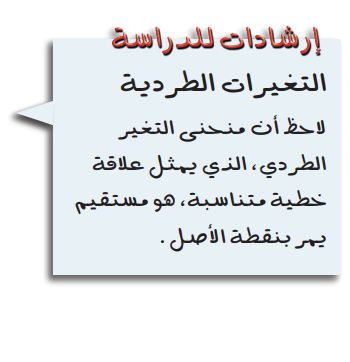 إرشادات للدراسة
التغيرات الطردية
لاحظ أن منحنى التغير
الطردي، الذي يمثل علاقة
خطية متناسبة، هو مستقيم
يمر بنقطة الأصل.